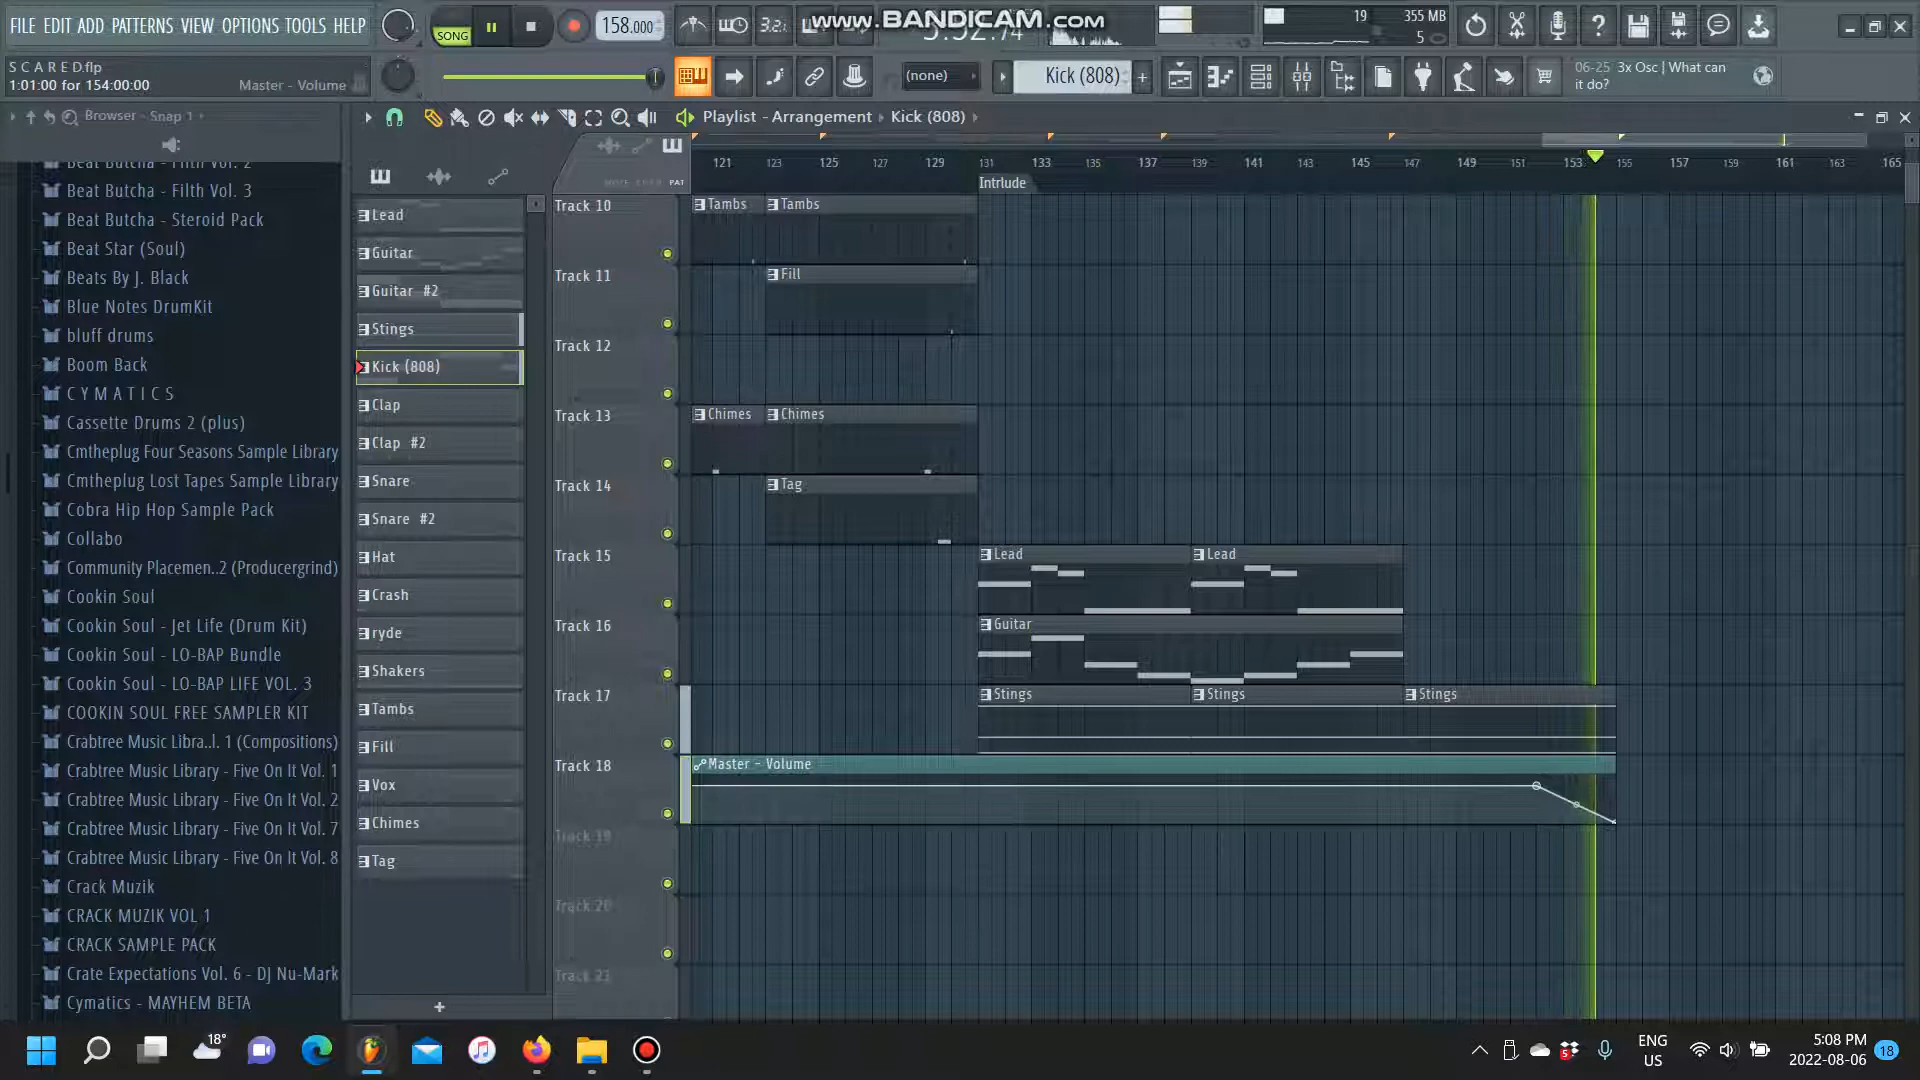 FILE EDIT ADD PATTERNS VIEW OPTIONS TOOLS HELP
SONG
158.000
www.BANDICAM.com
19
355 MB
5
S C A R E D.flp
1:01:00 for 154:00:00
Master - Volume
(none)
Kick (808)
06-25 3x Osc | What can
it do?
Browser - Snap 1
Playlist - Arrangement
Kick (808)
Beat Butcha - Filth Vol. 2
Beat Butcha - Filth Vol. 3
Beat Butcha - Steroid Pack
Beat Star (Soul)
Beats By J. Black
Blue Notes DrumKit
bluff drums
Boom Back
C Y M A T I C S
Cassette Drums 2 (plus)
Cmtheplug Four Seasons Sample Library
Cmtheplug Lost Tapes Sample Library
Cobra Hip Hop Sample Pack
Collabo
Community Placemen..2 (Producergrind)
Cookin Soul
Cookin Soul - Jet Life (Drum Kit)
Cookin Soul - LO-BAP Bundle
Cookin Soul - LO-BAP LIFE VOL. 3
COOKIN SOUL FREE SAMPLER KIT
Crabtree Music Libra..l. 1 (Compositions)
Crabtree Music Library - Five On It Vol. 1
Crabtree Music Library - Five On It Vol. 2
Crabtree Music Library - Five On It Vol. 7
Crabtree Music Library - Five On It Vol. 8
Crack Muzik
CRACK MUZIK VOL 1
CRACK SAMPLE PACK
Crate Expectations Vol. 6 - DJ Nu-Mark
Cymatics - MAYHEM BETA
Lead
Guitar
Guitar #2
Stings
Kick (808)
Clap
Clap #2
Snare
Snare #2
Hat
Crash
ryde
Shakers
Tambs
Fill
Vox
Chimes
Tag
+
PAT
121 123 125 127 129 131 133 135 137 139 141 143 145 147 149 151 153 155 157 159 161 163 165
Intrlude
Track 10
Tambs
Tambs
Track 11
Fill
Track 12
Track 13
Chimes
Chimes
Track 14
Tag
Track 15
Lead
Lead
Track 16
Guitar
Track 17
Stings
Stings
Stings
Track 18
Master - Volume
Track 19
Track 20
Track 21
18°
5
ENG
US
5:08 PM
2022-08-06
18